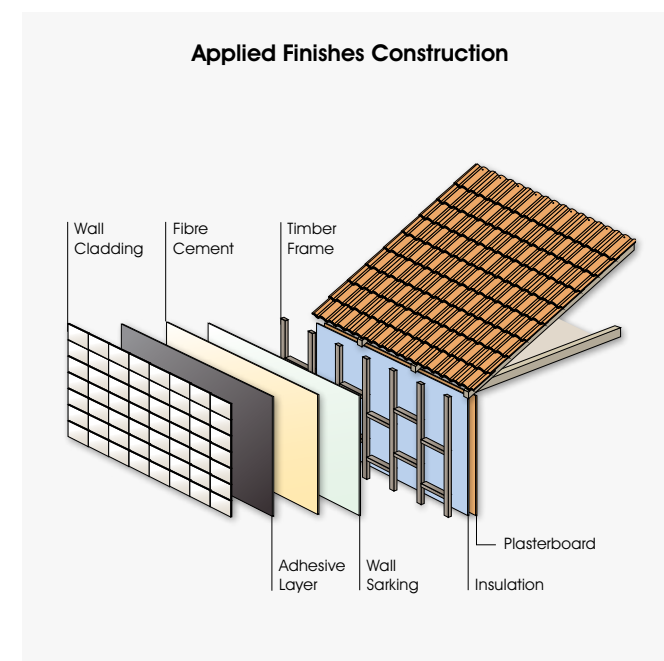 Applied Finishes Construction
Wall
Cladding
Fibre
Cement
Timber
Frame
Plasterboard
Adhesive
Layer
Wall
Sarking
Insulation